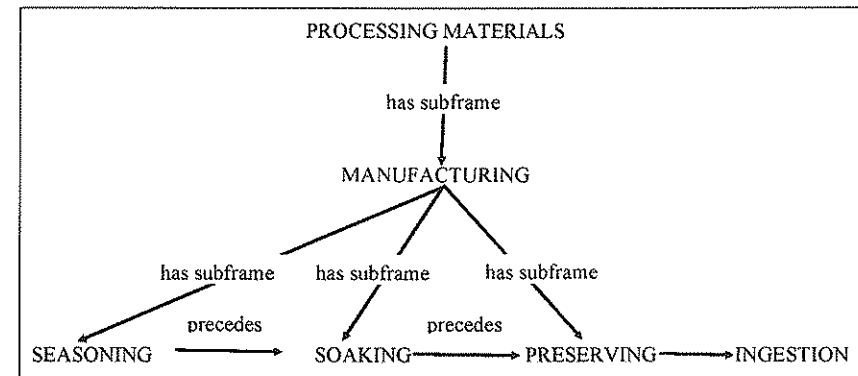 PROCESSING MATERIALS
has subframe
MANUFACTURING
has subframe has subframe has subframe
precedes precedes
SEASONING SOAKING PRESERVING INGESTION